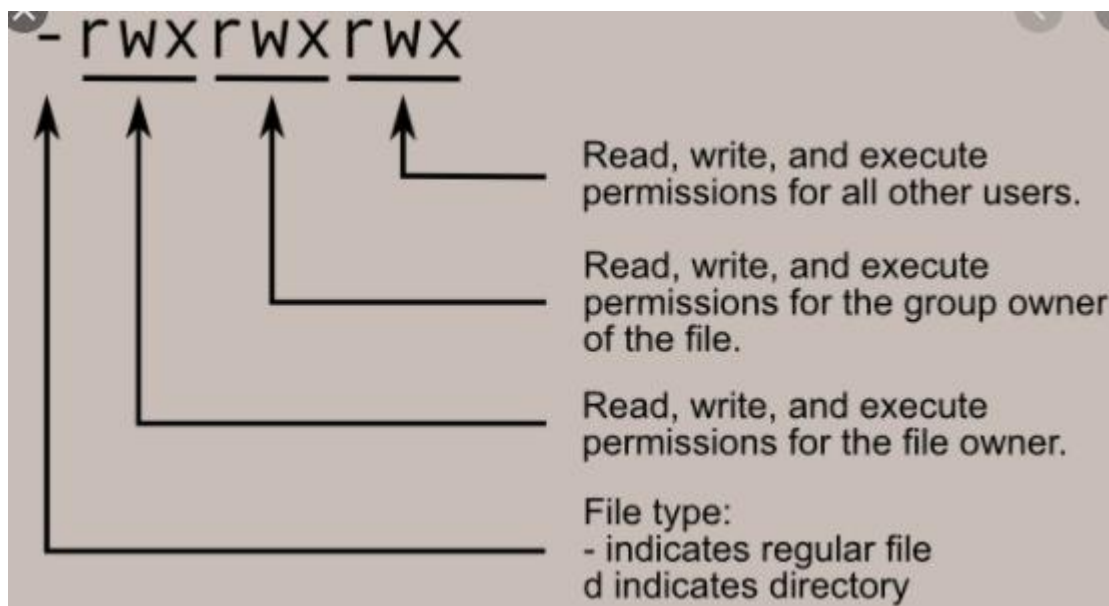 -rwxrwxrwx
Read, write, and execute
permissions for all other users.
Read, write, and execute
permissions for the group owner
of the file.
Read, write, and execute
permissions for the file owner.
File type:
- indicates regular file
d indicates directory